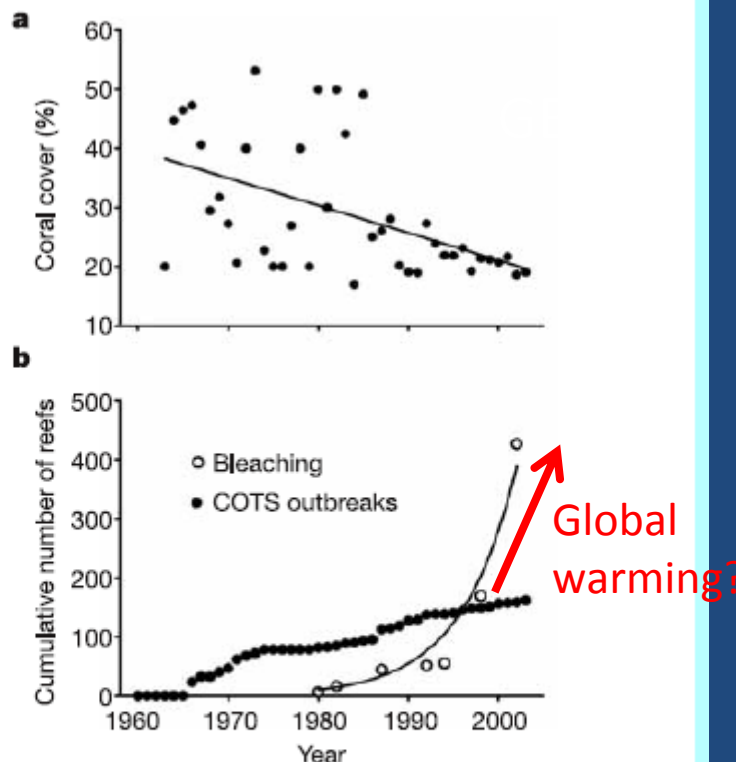 a
60
50
40
30
20
10
Coral cover (%)
b
500
400
300
200
100
0
Cumulative number of reefs
Bleaching
COTS outbreaks
Global
warming?
1960 1970 1980 1990 2000
Year